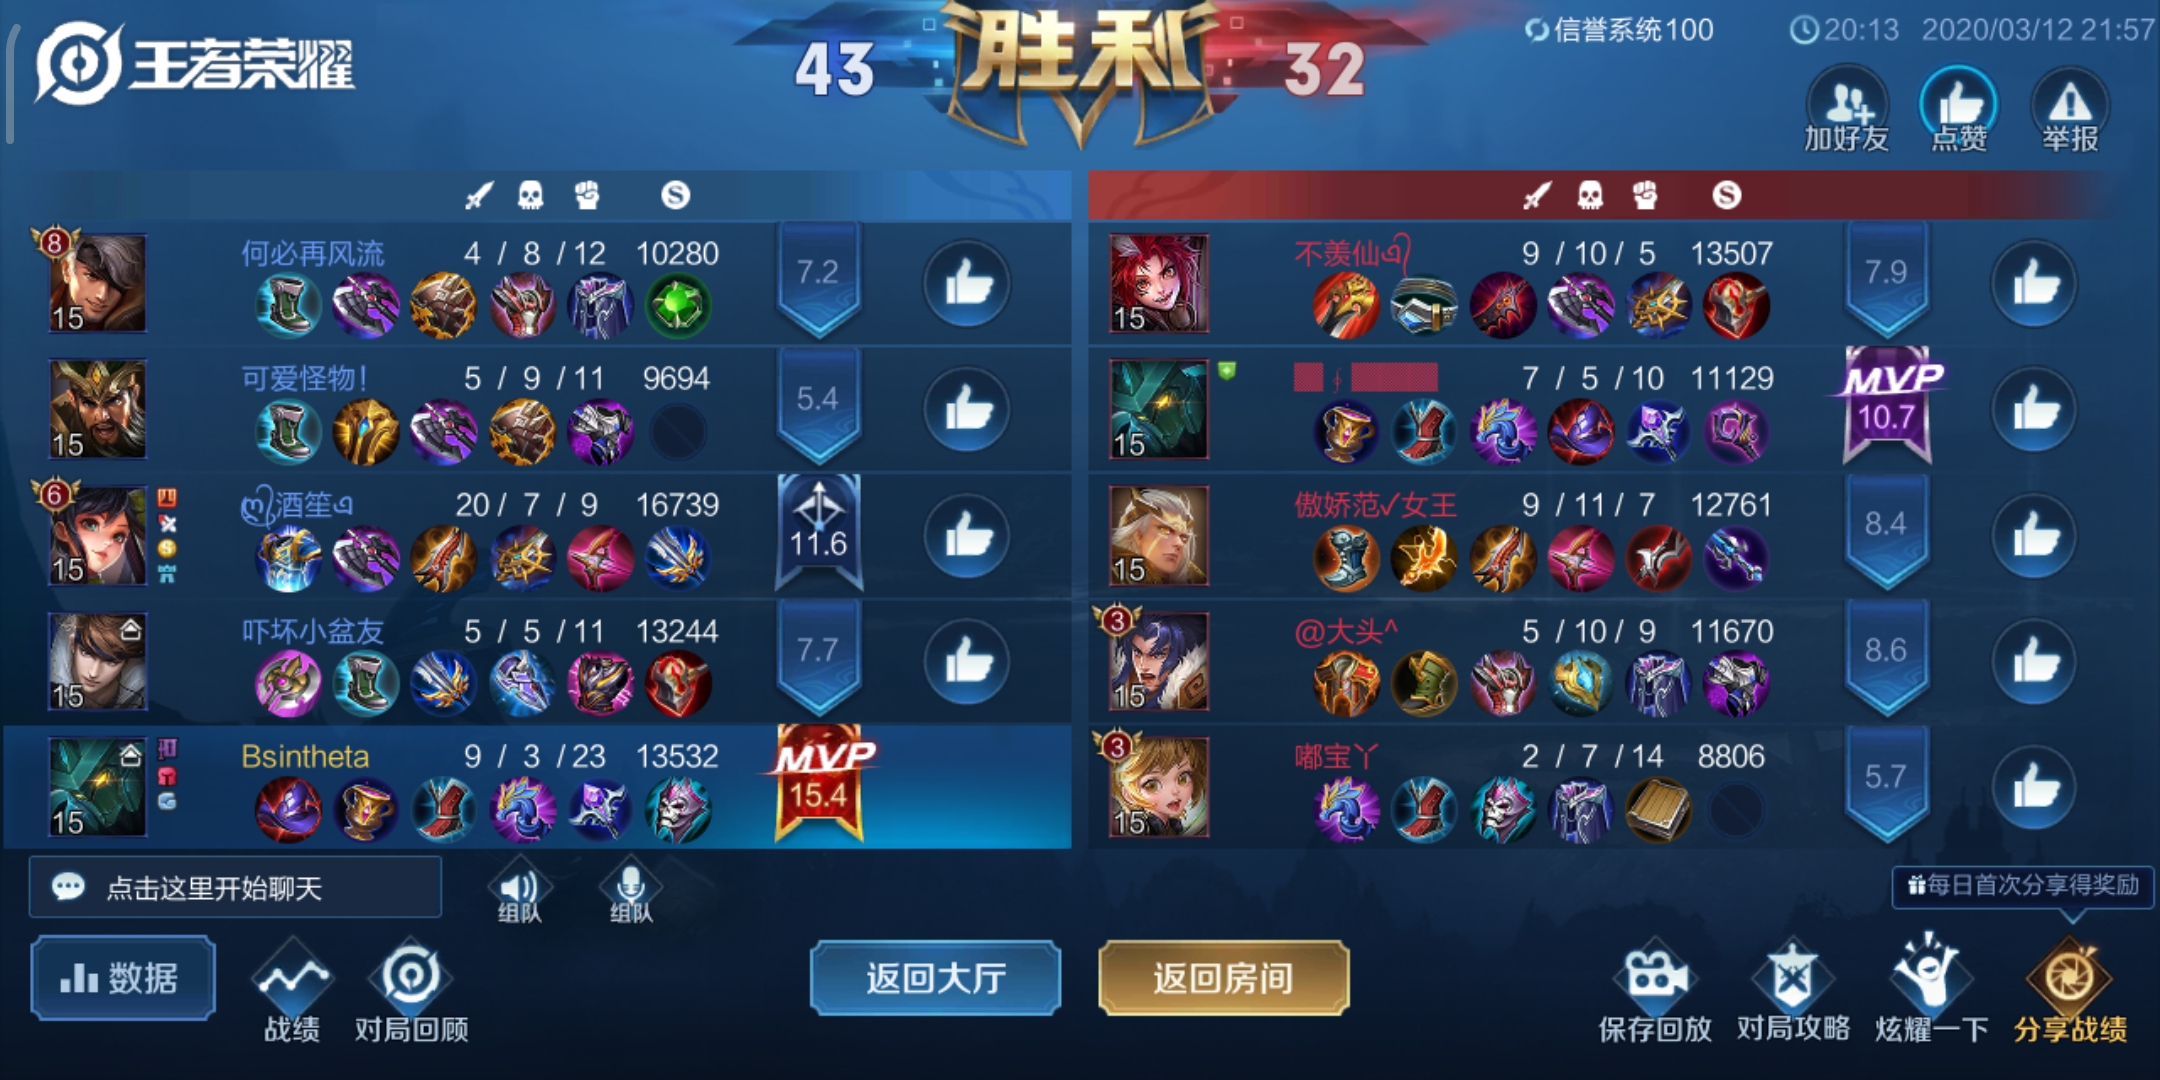 王者荣耀
43 胜利 32
信誉系统100 20:13 2020/03/12 21:57
加好友 点赞 举报
8 15 何必再风流 4 / 8 / 12 10280 7.2
15 可爱怪物! 5 / 9 / 11 9694 5.4
6 15 ღ酒笙 20 / 7 / 9 16739 11.6
15 吓坏小盆友 5 / 5 / 11 13244 7.7
15 Bsintheta 9 / 3 / 23 13532 MVP 15.4
15 不羡仙 9 / 10 / 5 13507 7.9
15 7 / 5 / 10 11129 MVP 10.7
15 傲娇范✓女王 9 / 11 / 7 12761 8.4
3 15 @大头^ 5 / 10 / 9 11670 8.6
3 15 嘟宝丫 2 / 7 / 14 8806 5.7
点击这里开始聊天 组队 组队
每日首次分享得奖励
数据 战绩 对局回顾 返回大厅 返回房间 保存回放 对局攻略 炫耀一下 分享战绩